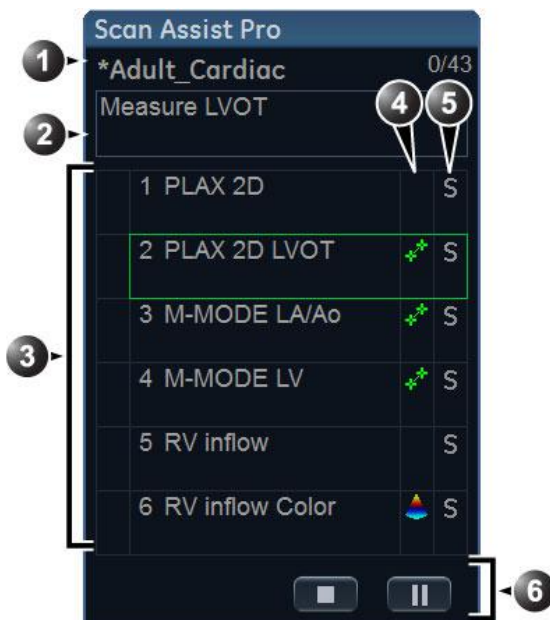 Scan Assist Pro
1 *Adult_Cardiac 0/43
4 5
2 Measure LVOT
1 PLAX 2D S
2 PLAX 2D LVOT S
3 M-MODE LA/Ao S
3
4 M-MODE LV S
5 RV inflow S
6 RV inflow Color S
6